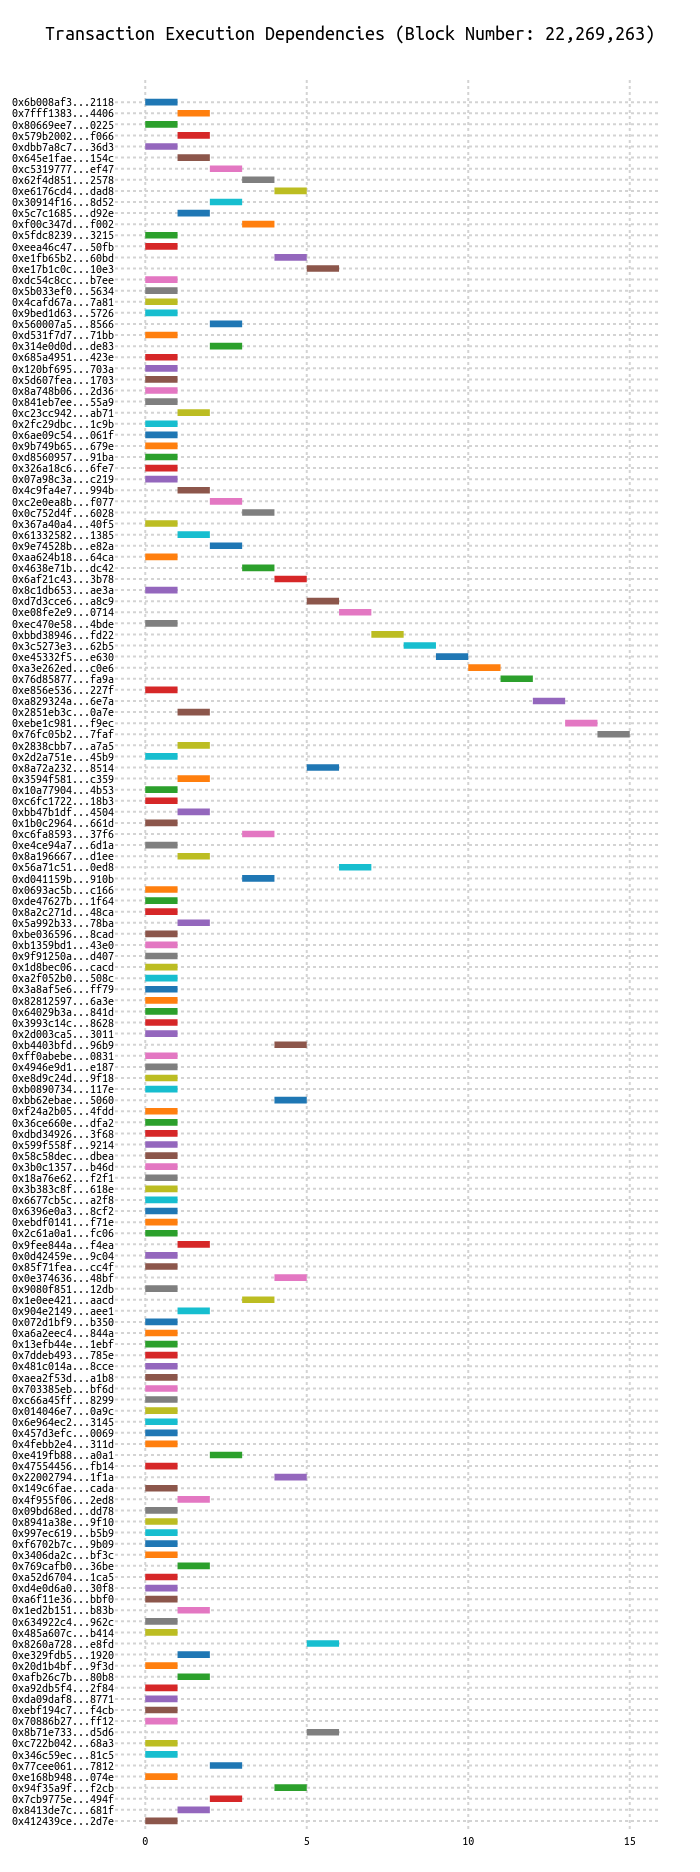 Transaction Execution Dependencies (Block Number: 22,269,263)
0x6b008af3...2118
0x7fff1383...4406
0x80669ee7...0225
0x579b2002...f066
0xdbb7a8c7...36d3
0x645e1fae...154c
0xc5319777...ef47
0x62f4d851...2578
0xe6176cd4...dad8
0x30914f16...8d52
0x5c7c1685...d92e
0xf00c347d...f002
0x5fdc8239...3215
0xeea46c47...50fb
0xe1fb65b2...60bd
0xe17b1c0c...10e3
0xdc54c8cc...b7ee
0x5b033ef0...5634
0x4cafd67a...7a81
0x9bed1d63...5726
0x560007a5...8566
0xd531f7d7...71bb
0x314e0d0d...de83
0x685a4951...423e
0x120bf695...703a
0x5d607fea...1703
0x8a748b06...2d36
0x841eb7ee...55a9
0xc23cc942...ab71
0x2fc29dbc...1c9b
0x6ae09c54...061f
0x9b749b65...679e
0xd8560957...91ba
0x326a18c6...6fe7
0x07a98c3a...c219
0x4c9fa4e7...994b
0xc2e0ea8b...f077
0x0c752d4f...6028
0x367a40a4...40f5
0x61332582...1385
0x9e74528b...e82a
0xaa624b18...64ca
0x4638e71b...dc42
0x6af21c43...3b78
0x8c1db653...ae3a
0xd7d3cce6...a8c9
0xe08fe2e9...0714
0xec470e58...4bde
0xbbd38946...fd22
0x3c5273e3...62b5
0xe45332f5...e630
0xa3e262ed...c0e6
0x76d85877...fa9a
0xe856e536...227f
0xa829324a...6e7a
0x2851eb3c...0a7e
0xebe1c981...f9ec
0x76fc05b2...7faf
0x2838cbb7...a7a5
0x2d2a751e...45b9
0x8a72a232...8514
0x3594f581...c359
0x10a77904...4b53
0xc6fc1722...18b3
0xbb47b1df...4504
0x1b0c2964...661d
0xc6fa8593...37f6
0xe4ce94a7...6d1a
0x8a196667...d1ee
0x56a71c51...0ed8
0xd041159b...910b
0x0693ac5b...c166
0xde47627b...1f64
0x8a2c271d...48ca
0x5a992b33...78ba
0xbe036596...8cad
0xb1359bd1...43e0
0x9f91250a...d407
0x1d8bec06...cacd
0xa2f052b0...508c
0x3a8af5e6...ff79
0x82812597...6a3e
0x64029b3a...841d
0x3993c14c...8628
0x2d003ca5...3011
0xb4403bfd...96b9
0xff0abebe...0831
0x4946e9d1...e187
0xe8d9c24d...9f18
0xb0890734...117e
0xbb62ebae...5060
0xf24a2b05...4fdd
0x36ce660e...dfa2
0xdbd34926...3f68
0x599f558f...9214
0x58c58dec...dbea
0x3b0c1357...b46d
0x18a76e62...f2f1
0x3b383c8f...618e
0x6677cb5c...a2f8
0x6396e0a3...8cf2
0xebdf0141...f71e
0x2c61a0a1...fc06
0x9fee844a...f4ea
0x0d42459e...9c04
0x85f71fea...cc4f
0x0e374636...48bf
0x9080f851...12db
0x1e0ee421...aacd
0x904e2149...aee1
0x072d1bf9...b350
0xa6a2eec4...844a
0x13efb44e...1ebf
0x7ddeb493...785e
0x481c014a...8cce
0xaea2f53d...a1b8
0x703385eb...bf6d
0xc66a45ff...8299
0x014046e7...0a9c
0x6e964ec2...3145
0x457d3efc...0069
0x4febb2e4...311d
0xe419fb88...a0a1
0x47554456...fb14
0x22002794...1f1a
0x149c6fae...cada
0x4f955f06...2ed8
0x09bd68ed...dd78
0x8941a38e...9f10
0x997ec619...b5b9
0xf6702b7c...9b09
0x3406da2c...bf3c
0x769cafb0...36be
0xa52d6704...1ca5
0xd4e0d6a0...30f8
0xa6f11e36...bbf0
0x1ed2b151...b83b
0x634922c4...962c
0x485a607c...b414
0x8260a728...e8fd
0xe329fdb5...1920
0x20d1b4bf...9f3d
0xafb26c7b...80b8
0xa92db5f4...2f84
0xda09daf8...8771
0xebf194c7...f4cb
0x70886b27...ff12
0x8b71e733...d5d6
0xc722b042...68a3
0x346c59ec...81c5
0x77cee061...7812
0xe168b948...074e
0x94f35a9f...f2cb
0x7cb9775e...494f
0x8413de7c...681f
0x412439ce...2d7e
0 5 10 15